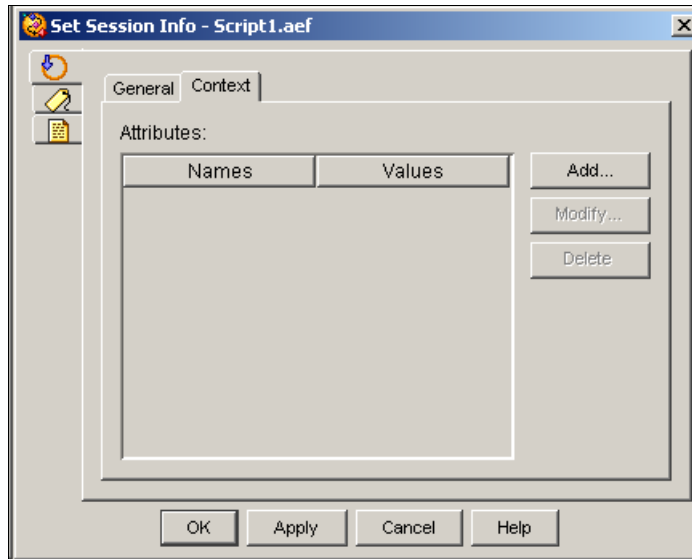 Set Session Info - Script1.aef
General Context
Attributes:
Names Values
Add...
Modify...
Delete
OK Apply Cancel Help